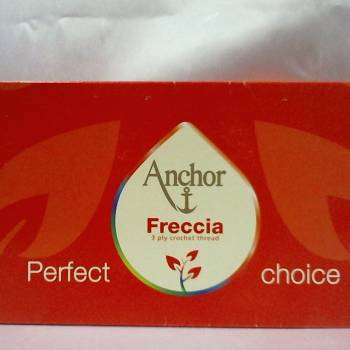 Anchor
Freccia
3 ply crochet thread
Perfect choice